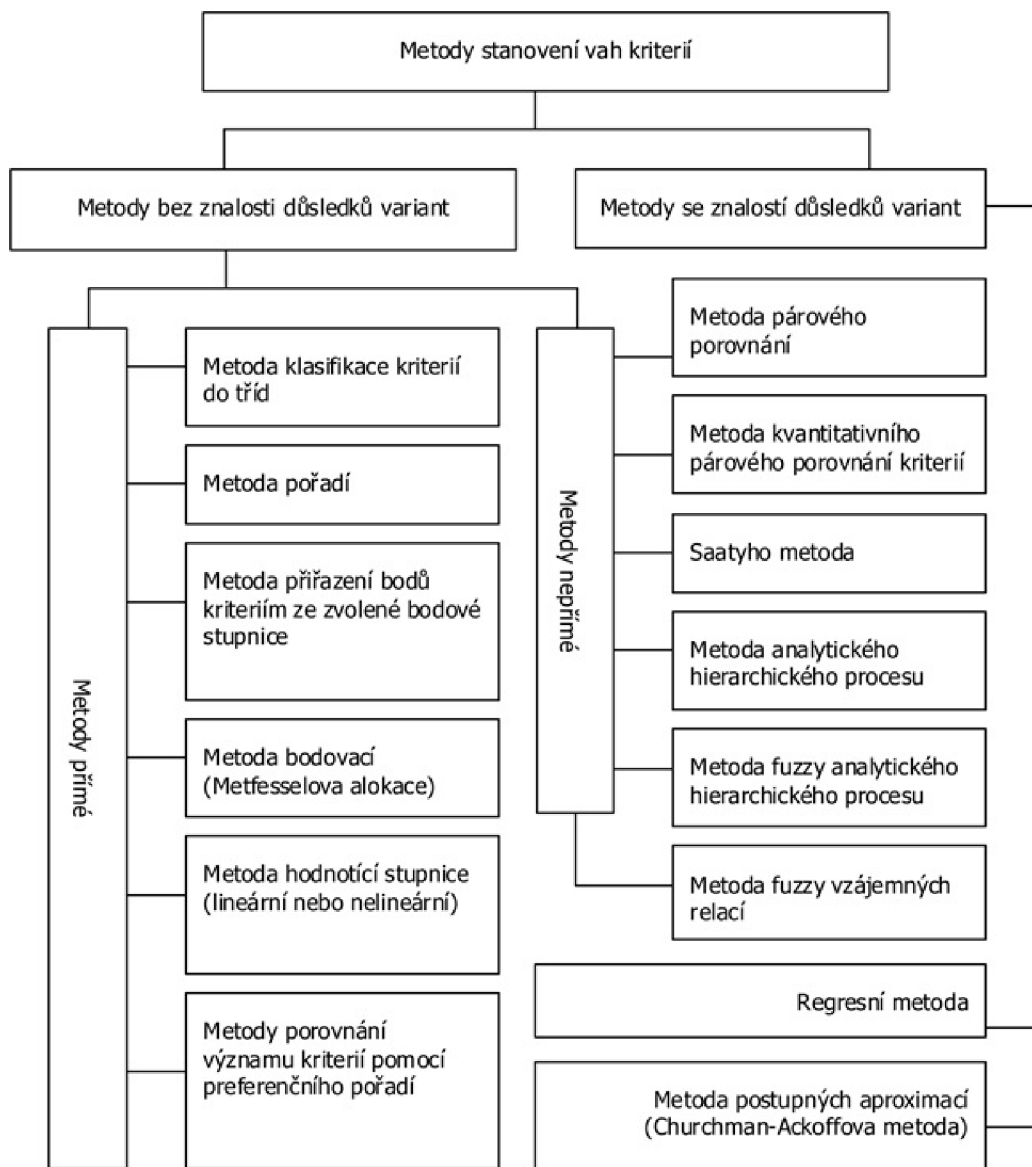 Metody stanovení vah kriterií
Metody bez znalosti důsledků variant
Metody se znalostí důsledků variant
Metody přímé
Metoda klasifikace kriterií
do tříd
Metoda pořadí
Metoda přiřazení bodů
kriteriím ze zvolené bodové
stupnice
Metoda bodovací
(Metfesselova alokace)
Metoda hodnotící stupnice
(lineární nebo nelineární)
Metody porovnání
významu kriterií pomocí
preferenčního pořadí
Metody nepřímé
Metoda párového
porovnání
Metoda kvantitativního
párového porovnání kriterií
Saatyho metoda
Metoda analytického
hierarchického procesu
Metoda fuzzy analytického
hierarchického procesu
Metoda fuzzy vzájemných
relací
Regresní metoda
Metoda postupných aproximací
(Churchman-Ackoffova metoda)